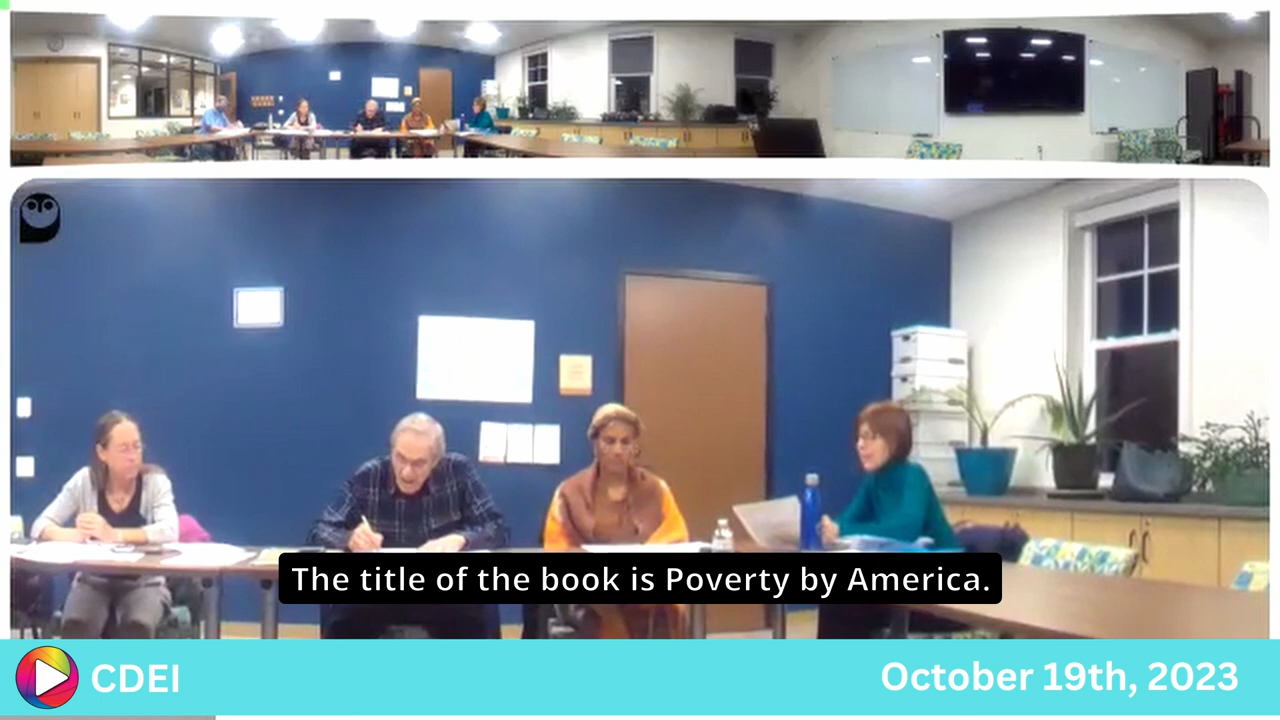 The title of the book is Poverty by America.
CDEI
October 19th, 2023